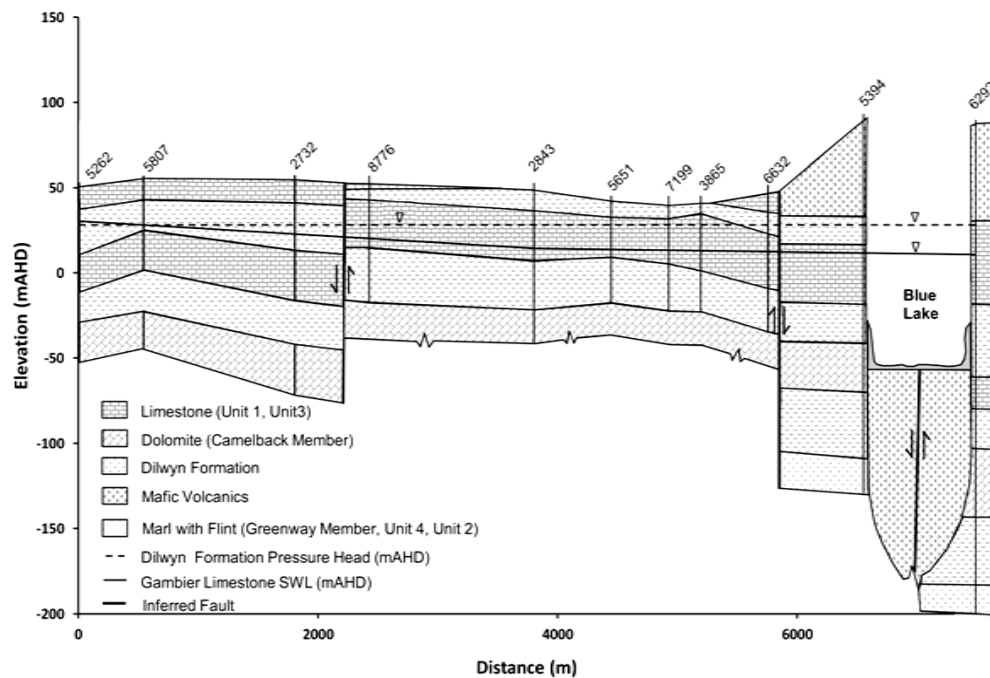 150
100
50
0
-50
-100
-150
-200
Elevation (mAHD)
5262
5807
2732
8776
2843
5651
7199
3865
6632
5394
6292
Blue
Lake
Limestone (Unit 1, Unit3)
Dolomite (Camelback Member)
Dilwyn Formation
Mafic Volcanics
Marl with Flint (Greenway Member, Unit 4, Unit 2)
Dilwyn Formation Pressure Head (mAHD)
Gambier Limestone SWL (mAHD)
Inferred Fault
0
2000
4000
6000
Distance (m)